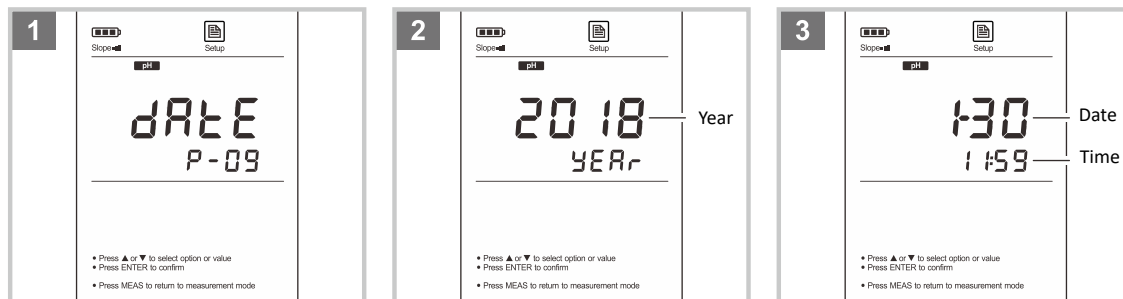 1
Slope
Setup
pH
dAtE
P-09
• Press ▲ or ▼ to select option or value
• Press ENTER to confirm
• Press MEAS to return to measurement mode
2
Slope
Setup
pH
2018
Year
YEAr
• Press ▲ or ▼ to select option or value
• Press ENTER to confirm
• Press MEAS to return to measurement mode
3
Slope
Setup
pH
1-30
Date
11:59
Time
• Press ▲ or ▼ to select option or value
• Press ENTER to confirm
• Press MEAS to return to measurement mode